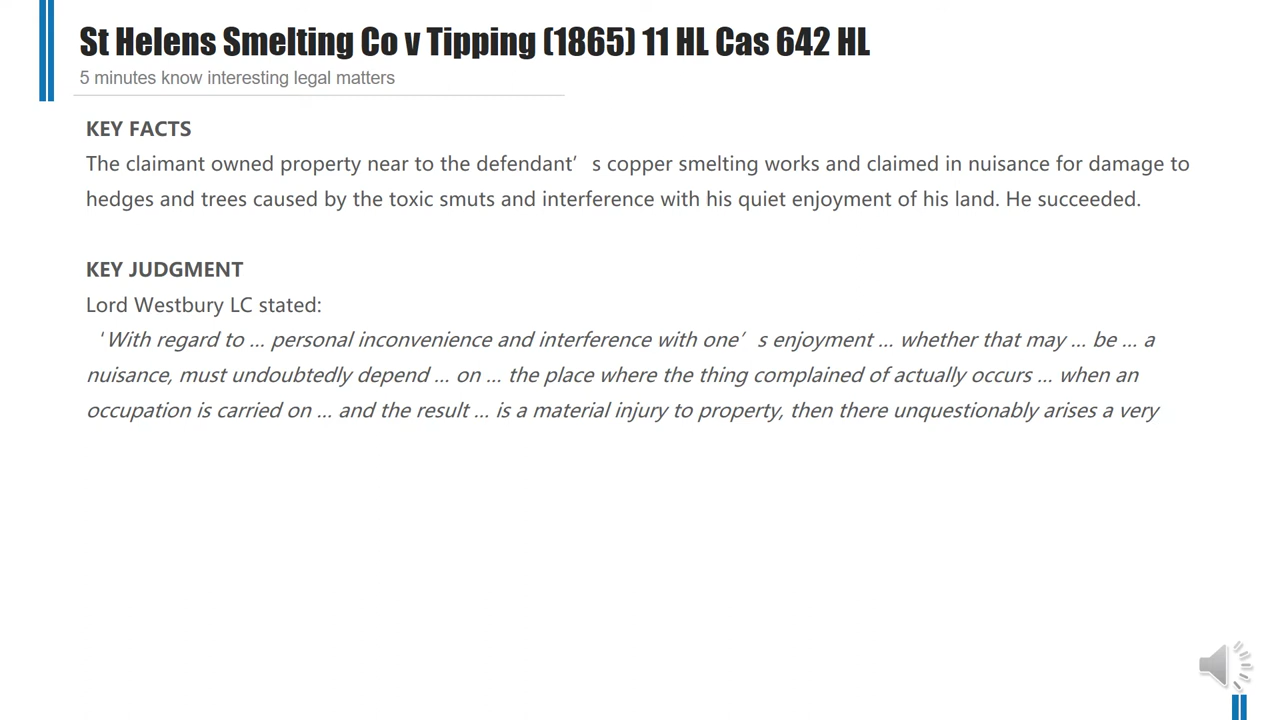 St Helens Smelting Co v Tipping (1865) 11 HL Cas 642 HL
5 minutes know interesting legal matters
KEY FACTS
The claimant owned property near to the defendant’ s copper smelting works and claimed in nuisance for damage to
hedges and trees caused by the toxic smuts and interference with his quiet enjoyment of his land. He succeeded.
KEY JUDGMENT
Lord Westbury LC stated:
‘With regard to … personal inconvenience and interference with one’ s enjoyment … whether that may … be … a
nuisance, must undoubtedly depend … on … the place where the thing complained of actually occurs … when an
occupation is carried on … and the result … is a material injury to property, then there unquestionably arises a very